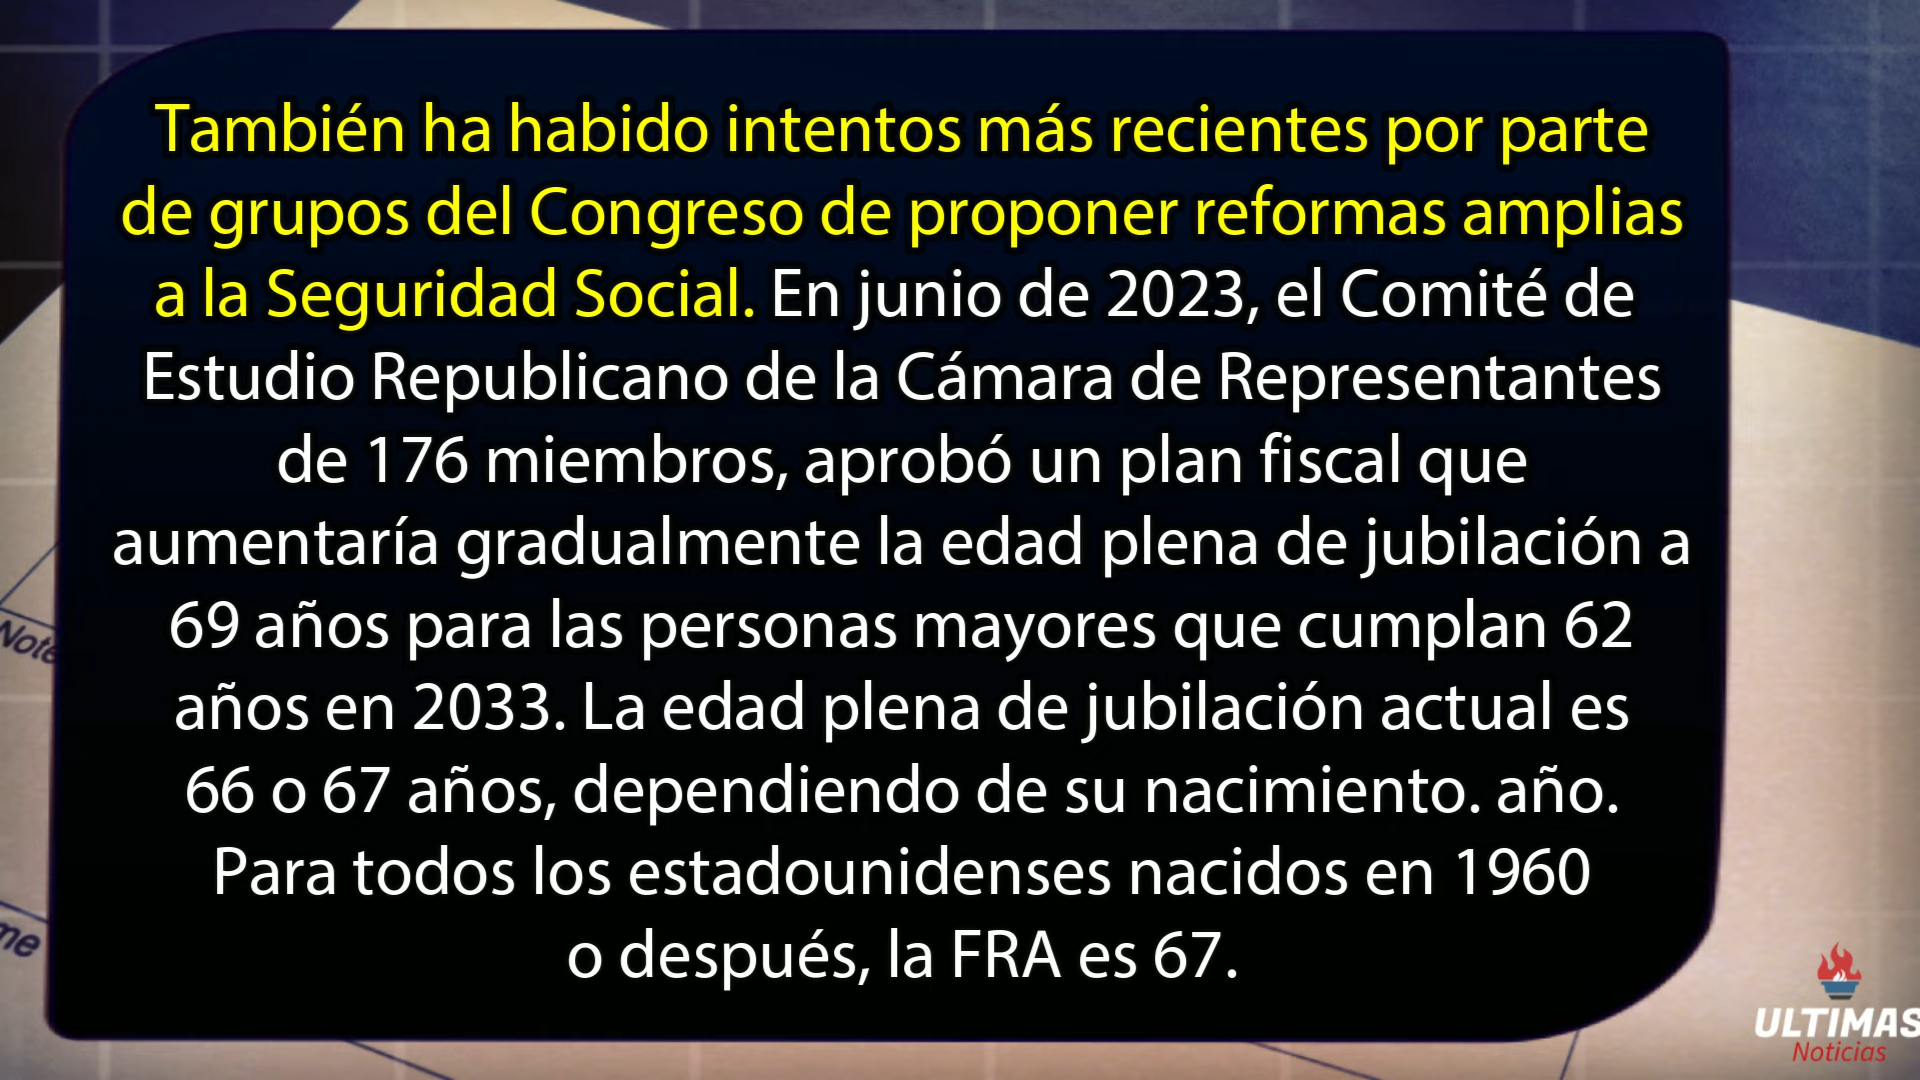 También ha habido intentos más recientes por parte
de grupos del Congreso de proponer reformas amplias
a la Seguridad Social. En junio de 2023, el Comité de
Estudio Republicano de la Cámara de Representantes
de 176 miembros, aprobó un plan fiscal que
aumentaría gradualmente la edad plena de jubilación a
69 años para las personas mayores que cumplan 62
años en 2033. La edad plena de jubilación actual es
66 o 67 años, dependiendo de su nacimiento. año.
Para todos los estadounidenses nacidos en 1960
o después, la FRA es 67.
Note
me
ULTIMAS
Noticias